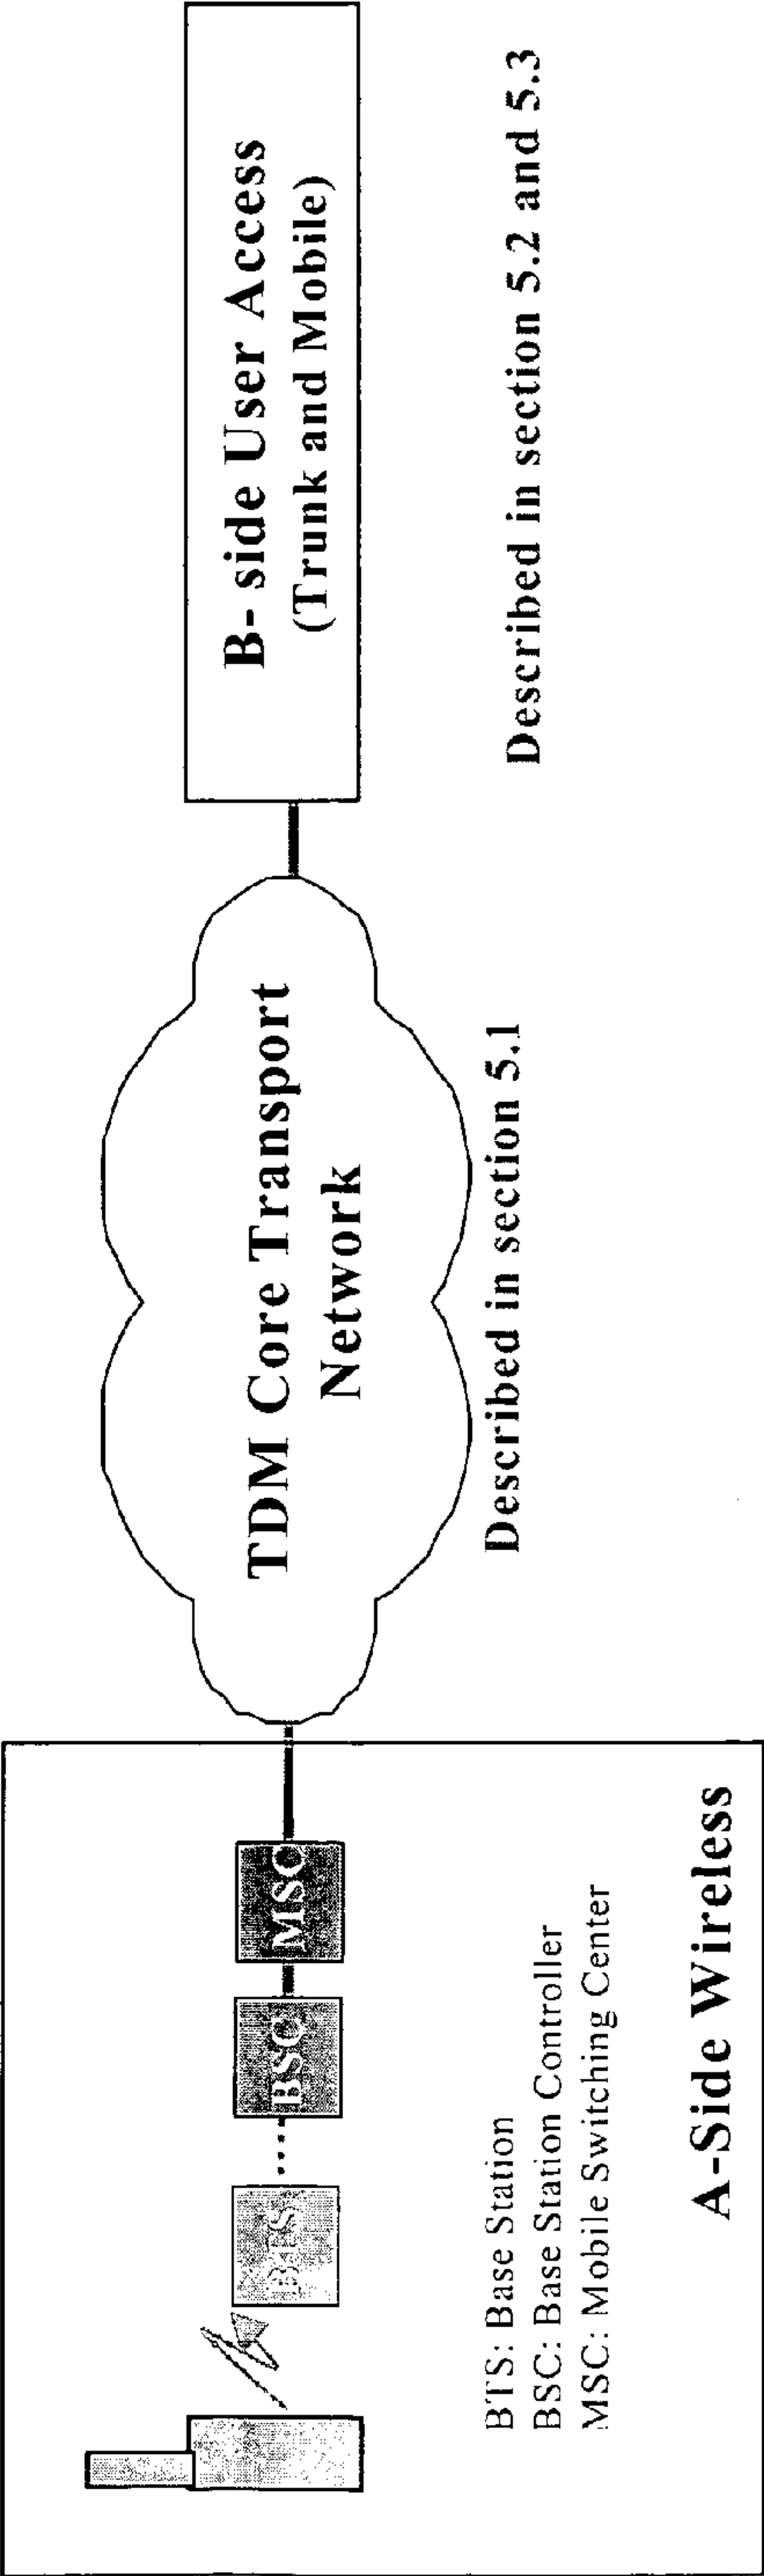 BTS
BSC
MSC
TDM Core Transport
Network
B- side User Access
(Trunk and Mobile)
BTS: Base Station
BSC: Base Station Controller
MSC: Mobile Switching Center
Described in section 5.1
Described in section 5.2 and 5.3
A-Side Wireless